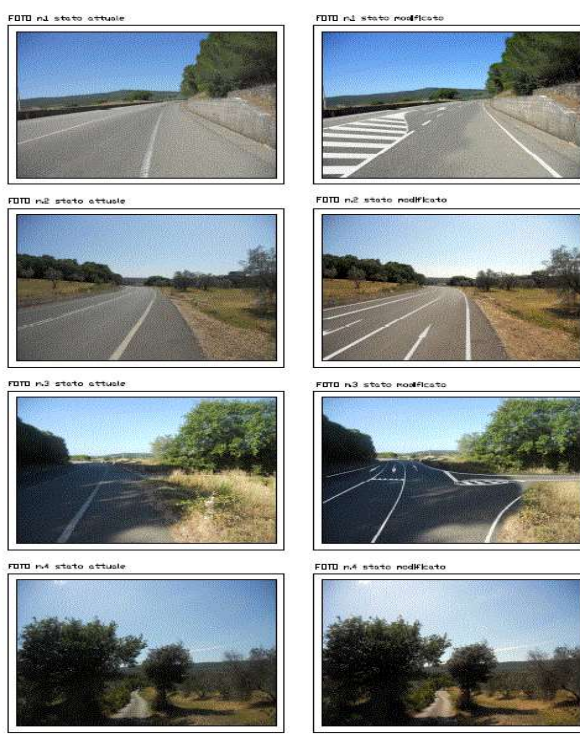 FOTO n.1 stato attuale
FOTO n.1 stato modificato
FOTO n.2 stato attuale
FOTO n.2 stato modificato
FOTO n.3 stato attuale
FOTO n.3 stato modificato
FOTO n.4 stato attuale
FOTO n.4 stato modificato